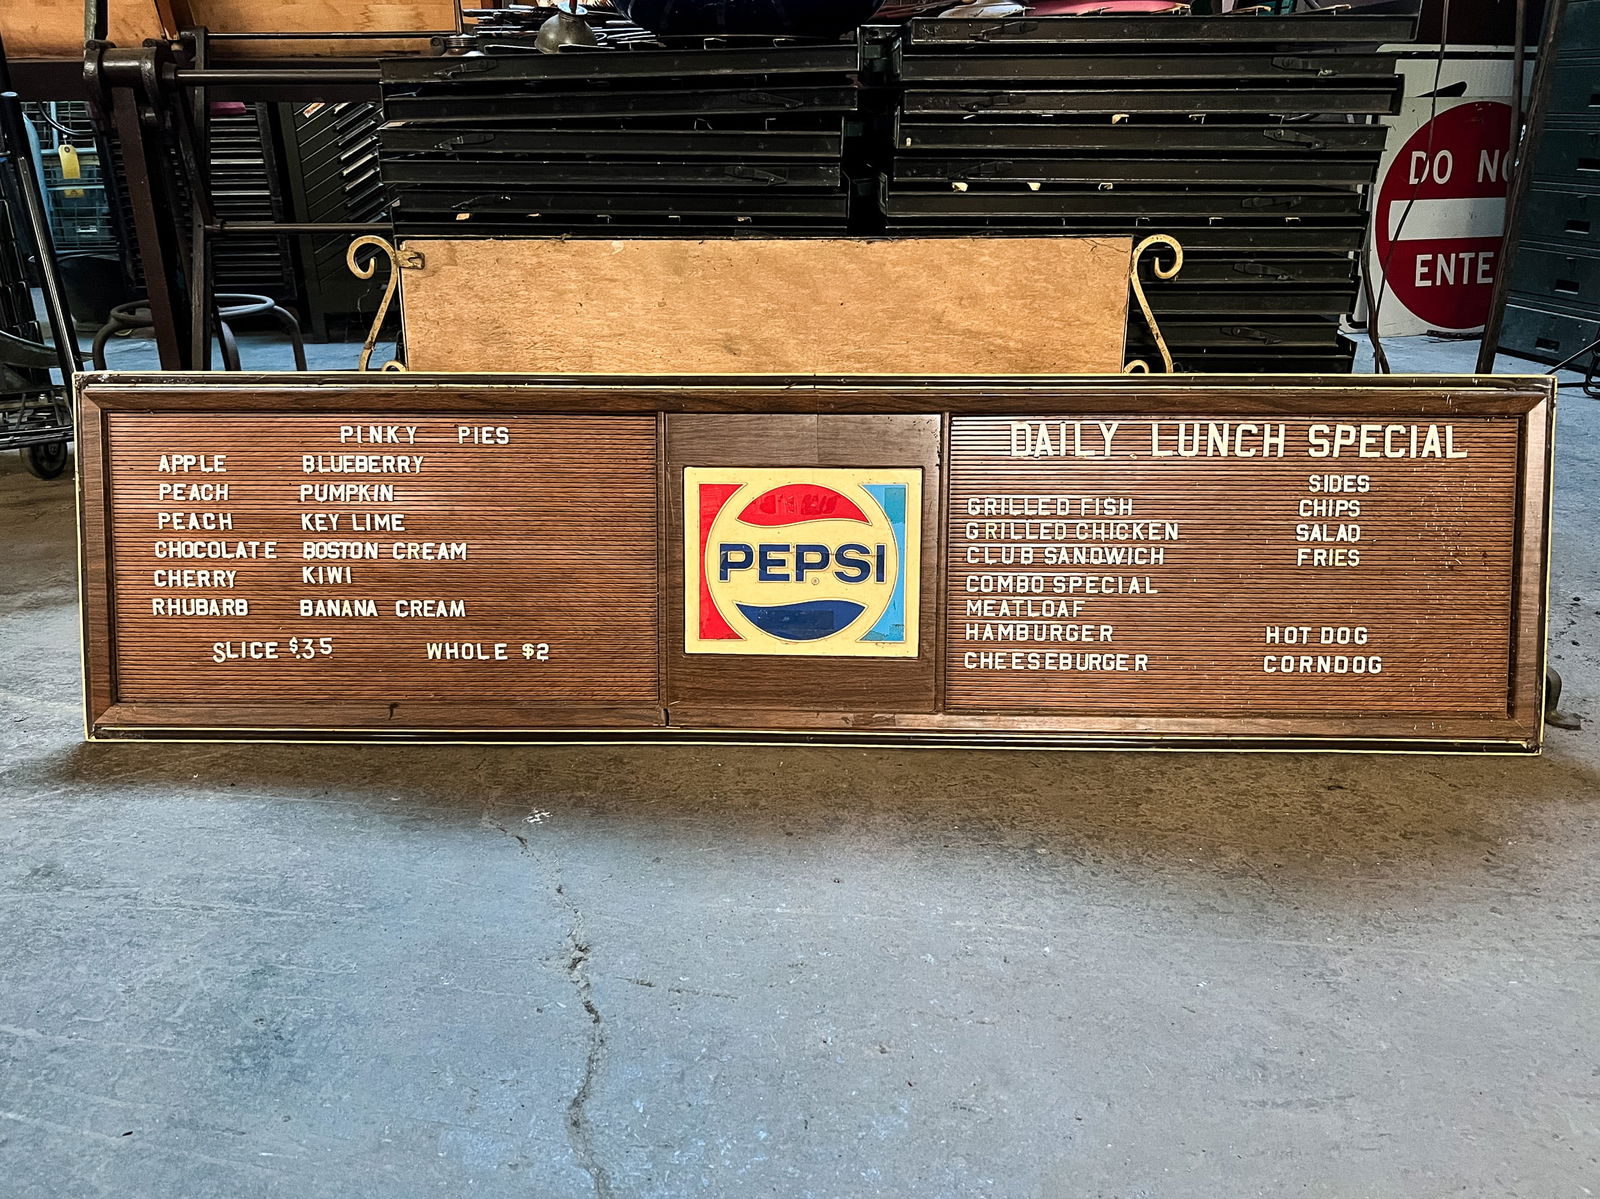 DO NO
ENTE
PINKY PIES
APPLE BLUEBERRY
PEACH PUMPKIN
PEACH KEY LIME
CHOCOLATE BOSTON CREAM
CHERRY KIWI
RHUBARB BANANA CREAM
SLICE $.35 WHOLE $2
PEPSI
DAILY LUNCH SPECIAL
SIDES
GRILLED FISH CHIPS
GRILLED CHICKEN SALAD
CLUB SANDWICH FRIES
COMBO SPECIAL
MEATLOAF
HAMBURGER HOT DOG
CHEESEBURGER CORNDOG